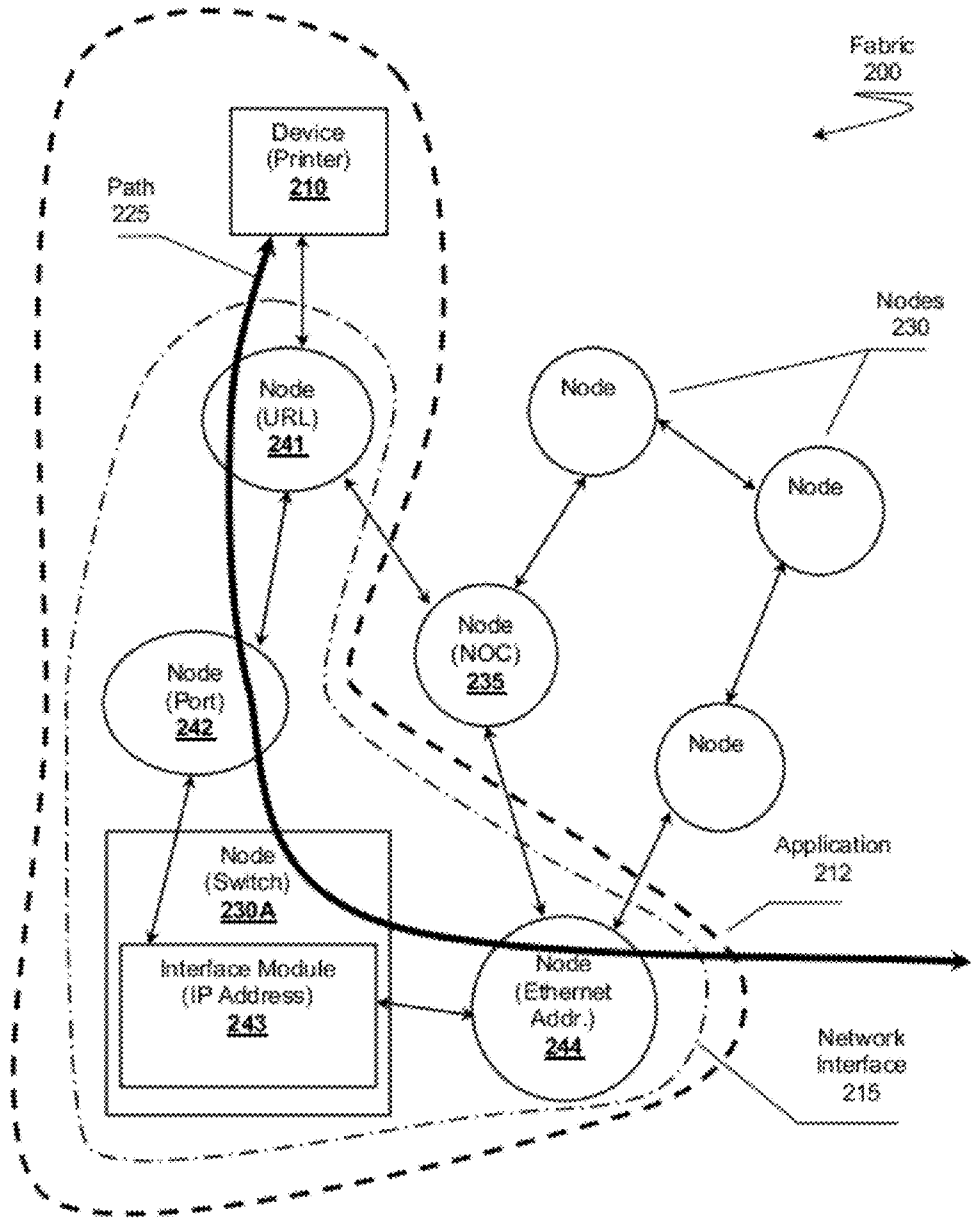 Fabric
200
Device
(Printer)
210
Path
225
Nodes
230
Node
(URL)
241
Node
Node
Node
(NOC)
235
Node
(Port)
242
Node
Application
212
Node
(Switch)
230A
Interface Module
(IP Address)
243
Node
(Ethernet
Addr.)
244
Network
Interface
215